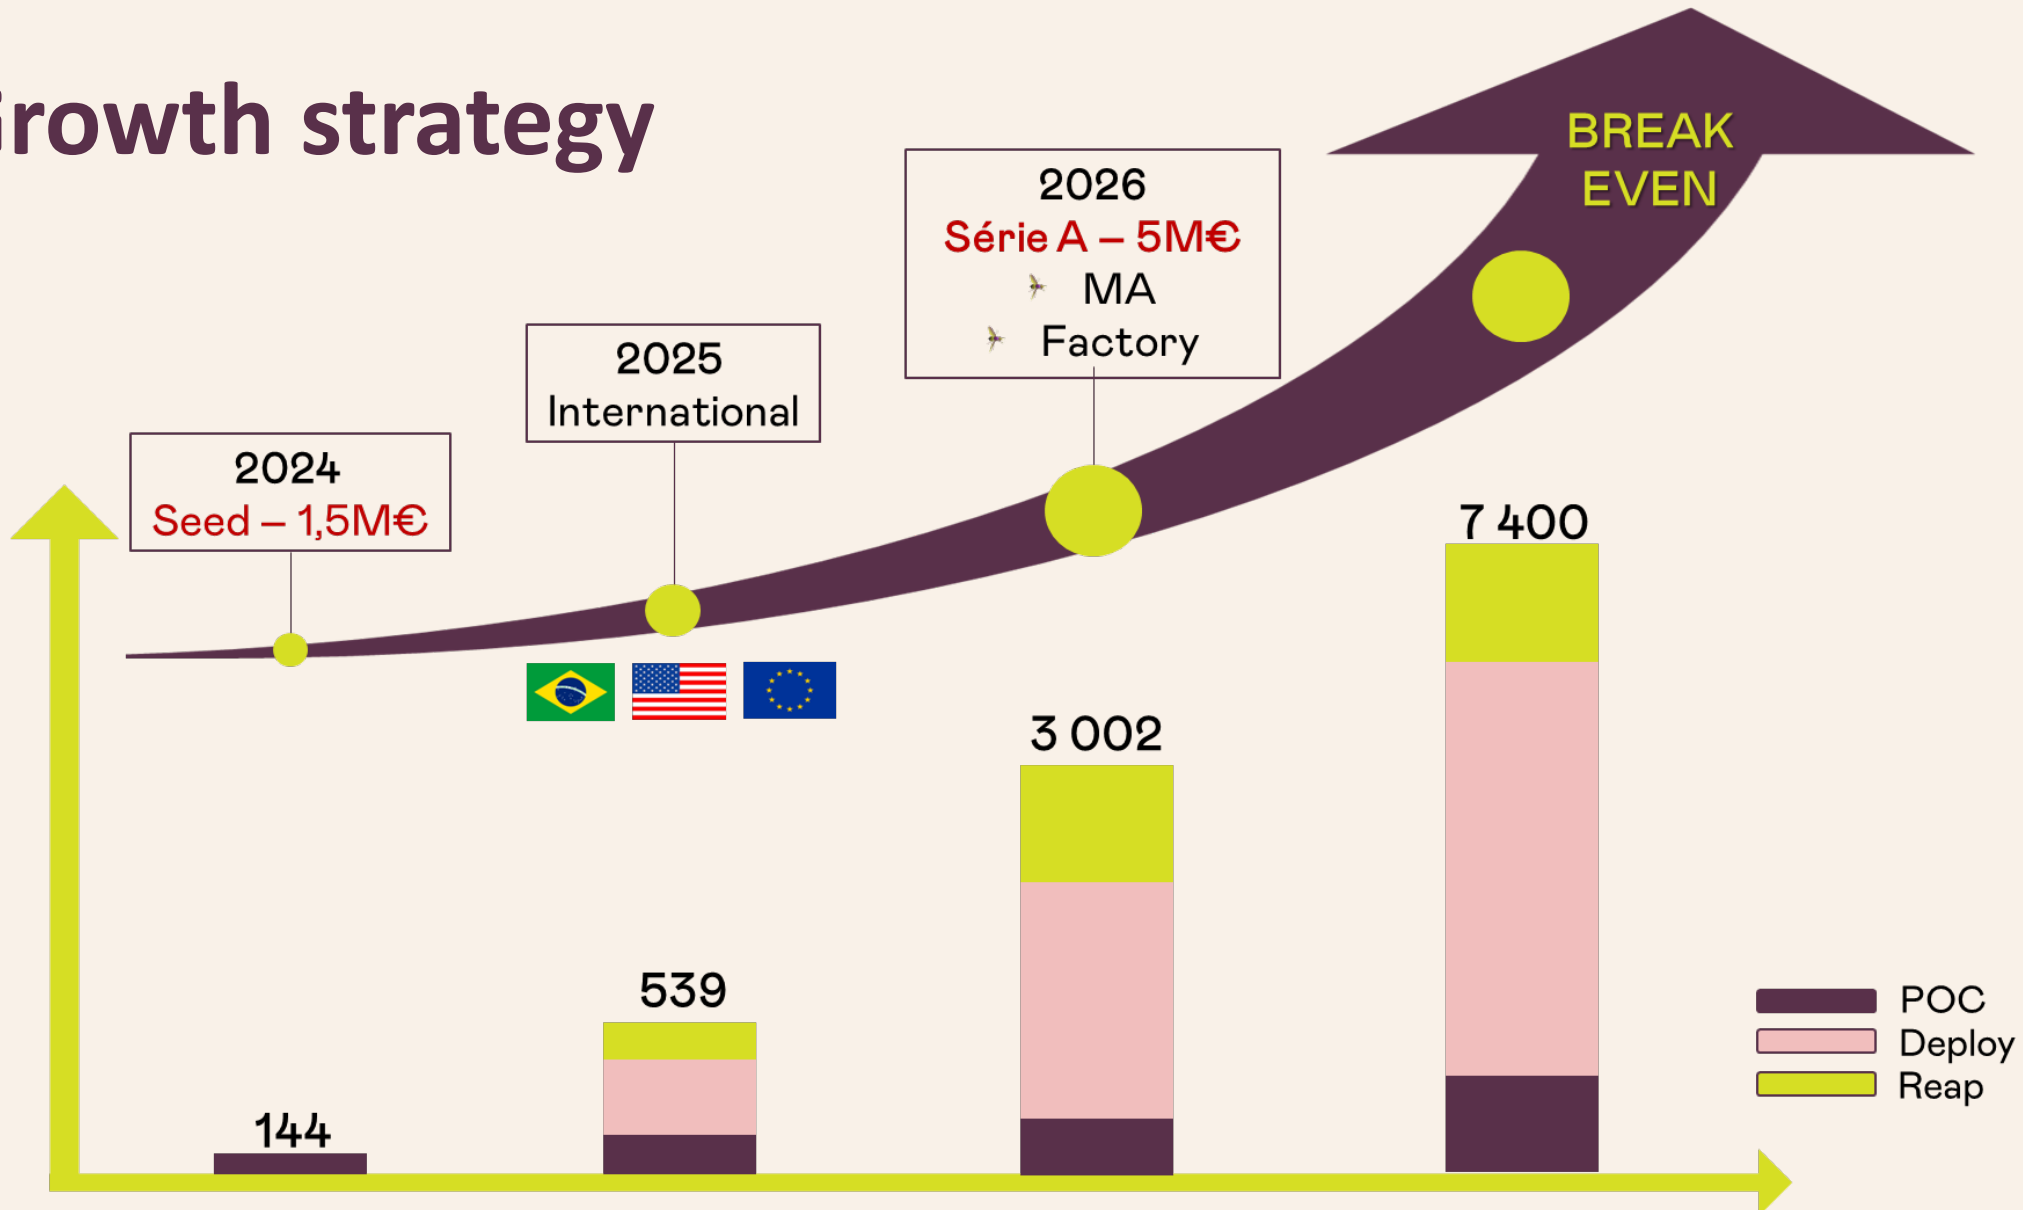 rowth strategy
BREAK
EVEN
2026
Série A – 5M€
MA
Factory
2025
International
2024
Seed – 1,5M€
7 400
3 002
539
144
POC
Deploy
Reap